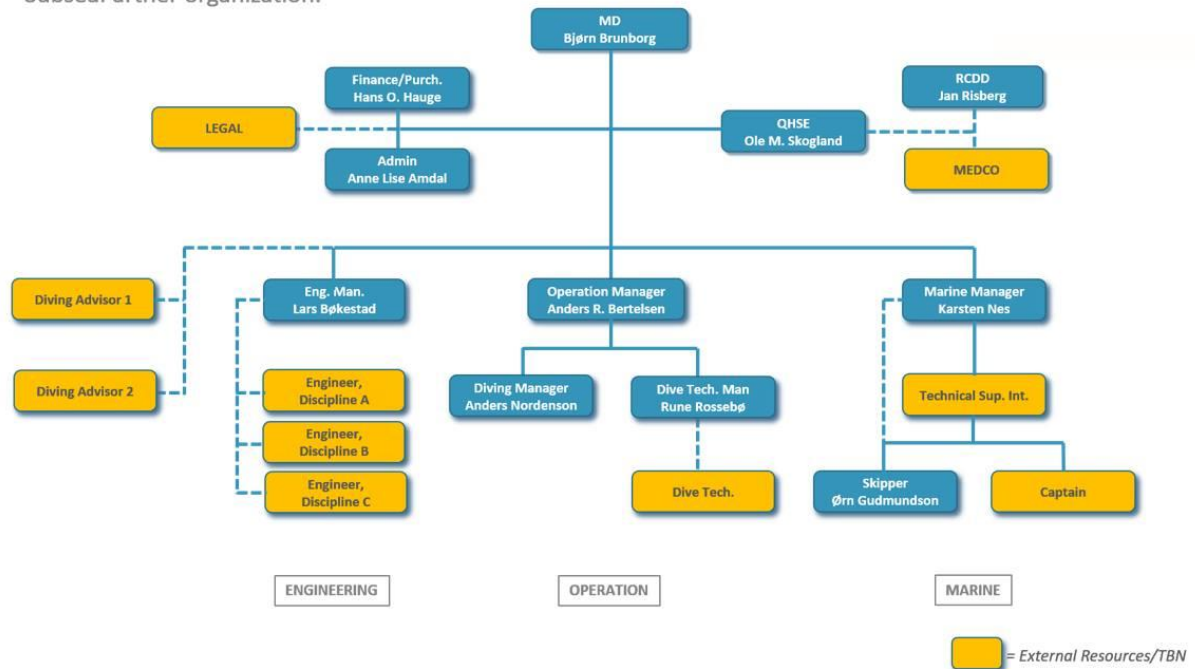 MD
Bjørn Brunborg
Finance/Purch.
Hans O. Hauge
RCDD
Jan Risberg
LEGAL
QHSE
Ole M. Skogland
Admin
Anne Lise Amdal
MEDCO
Diving Advisor 1
Eng. Man.
Lars Bøkestad
Operation Manager
Anders R. Bertelsen
Marine Manager
Karsten Nes
Diving Advisor 2
Engineer,
Discipline A
Diving Manager
Anders Nordenson
Dive Tech. Man
Rune Rossebø
Technical Sup. Int.
Engineer,
Discipline B
Engineer,
Discipline C
Dive Tech.
Skipper
Ørn Gudmundson
Captain
ENGINEERING
OPERATION
MARINE
= External Resources/TBN